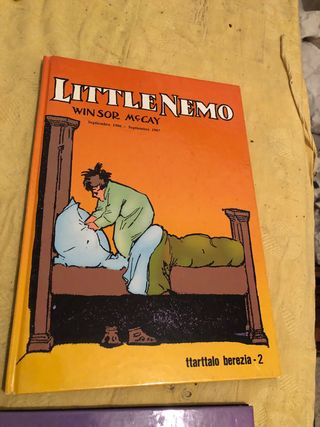 LITTLE NEMO
WINSOR McCAY
Septiembre 1906 - Septiembre 1907
ttarttalo berezia - 2